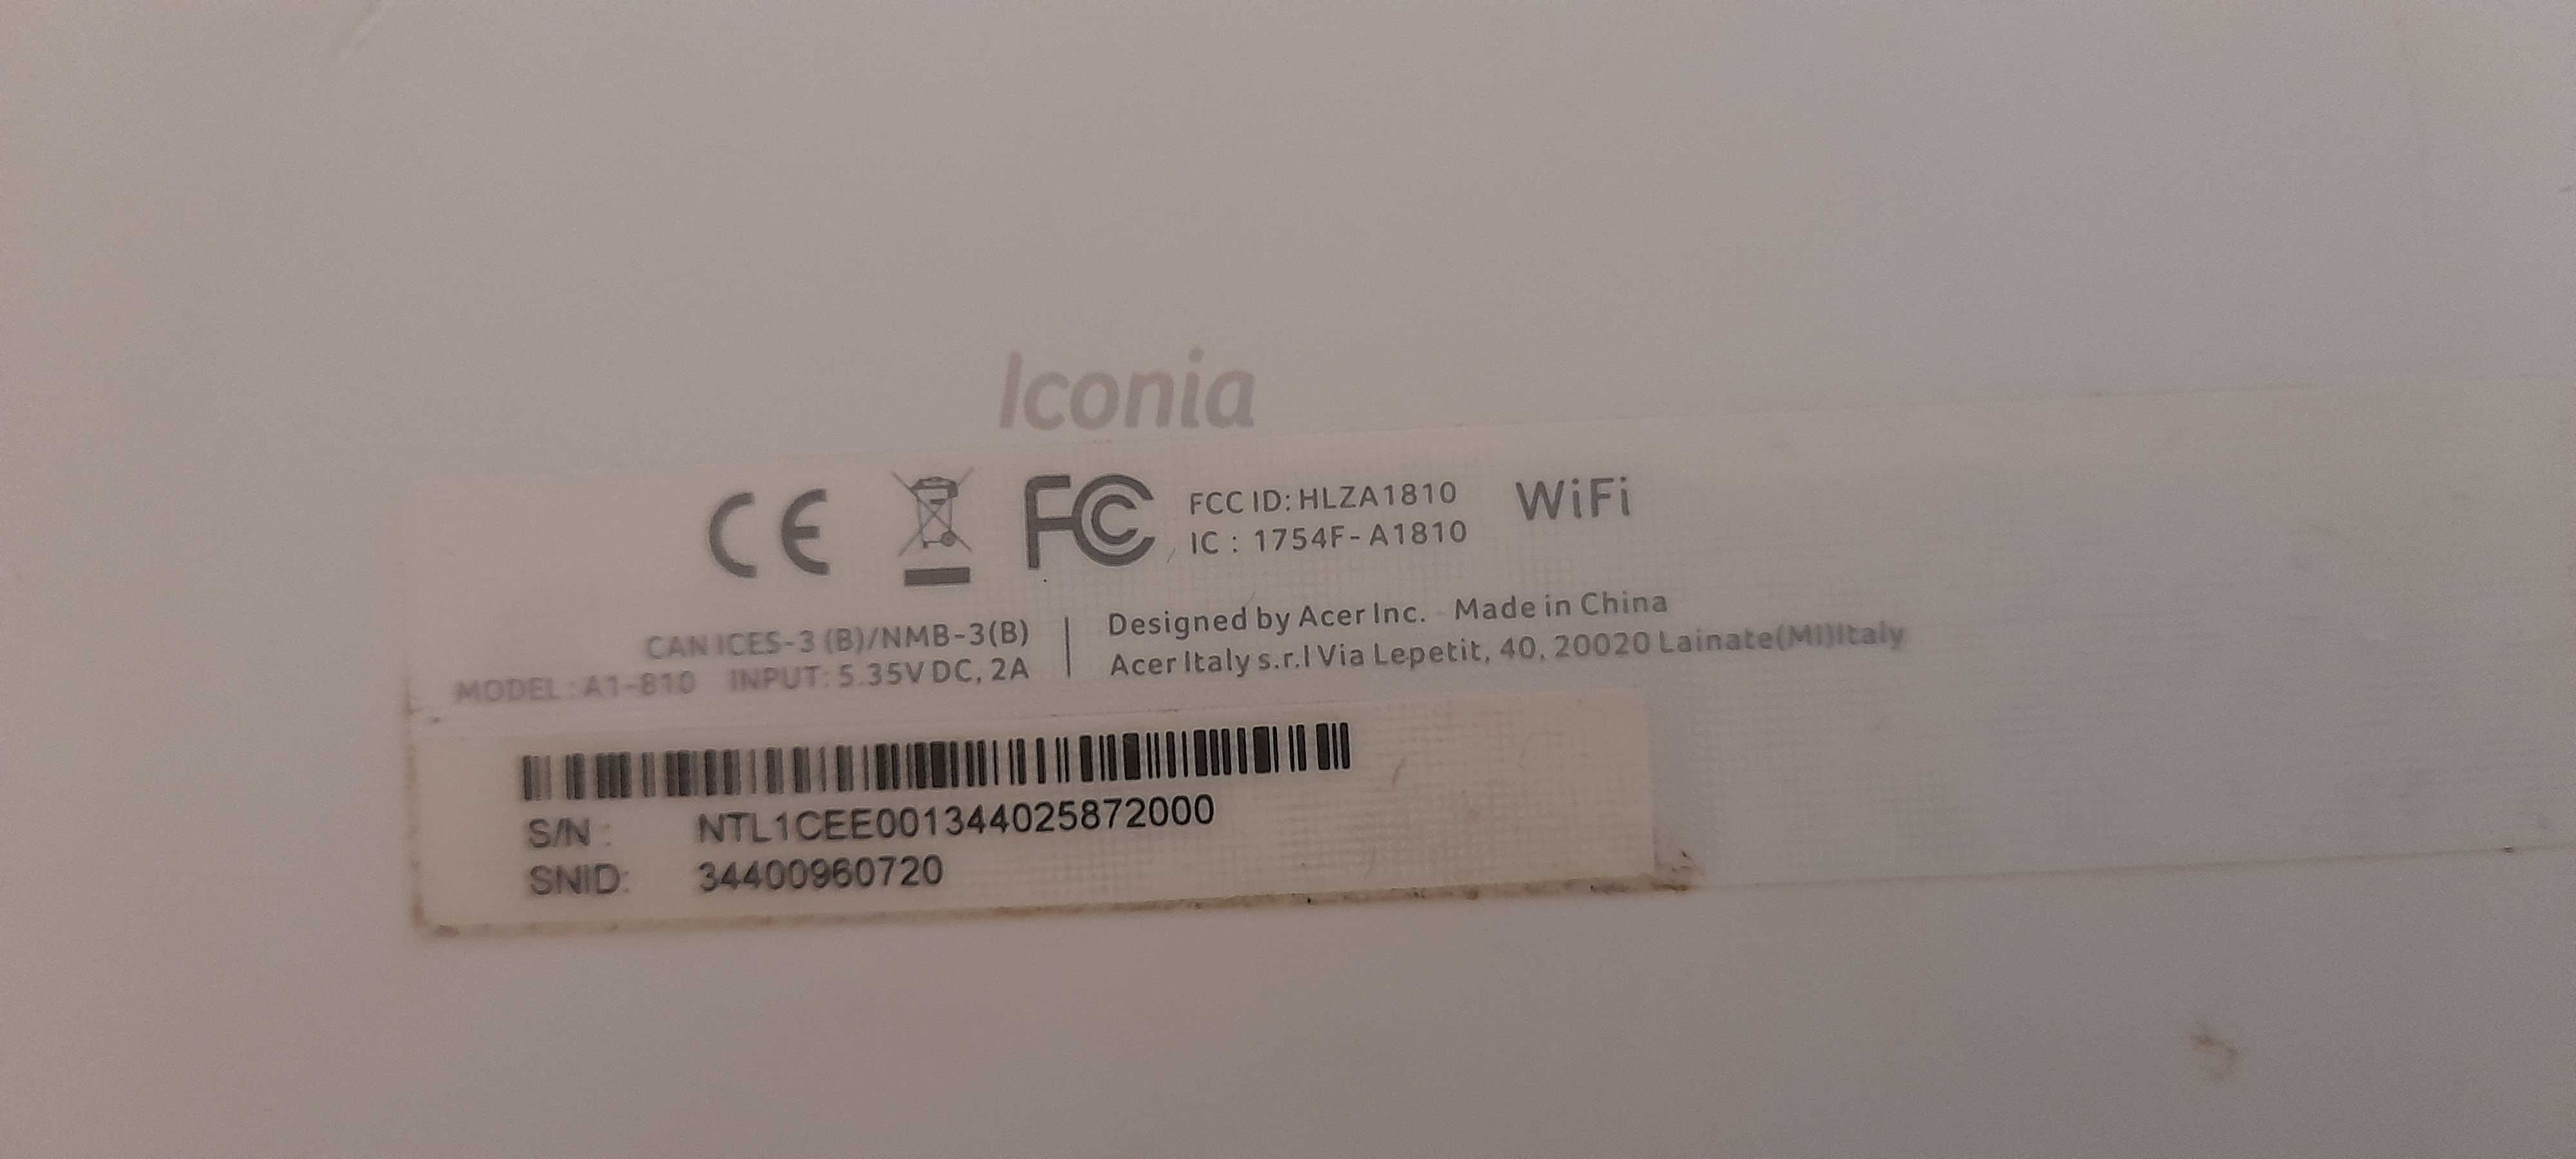 Iconia
CE FC FCC ID: HLZA1810 WiFi
IC : 1754F-A1810
CAN ICES-3 (B)/NMB-3(B)
MODEL : A1-810 INPUT: 5.35V DC, 2A
Designed by Acer Inc. Made in China
Acer Italy s.r.l Via Lepetit, 40, 20020 Lainate(MI)Italy
S/N : NTL1CEE001344025872000
SNID: 34400960720